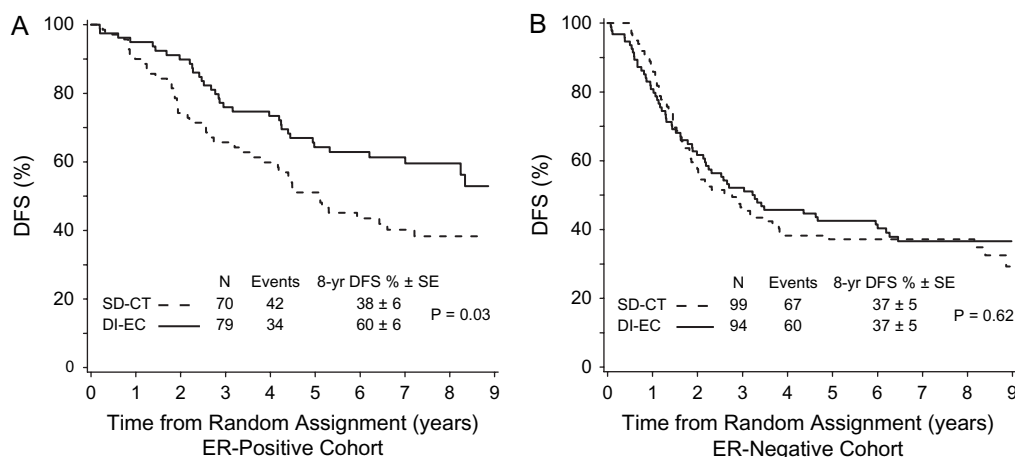 A
100
80
60
40
20
0
DFS (%)
N Events 8-yr DFS % ± SE
SD-CT 70 42 38 ± 6
DI-EC 79 34 60 ± 6
P = 0.03
0 1 2 3 4 5 6 7 8 9
Time from Random Assignment (years)
ER-Positive Cohort
B
100
80
60
40
20
0
DFS (%)
N Events 8-yr DFS % ± SE
SD-CT 99 67 37 ± 5
DI-EC 94 60 37 ± 5
P = 0.62
0 1 2 3 4 5 6 7 8 9
Time from Random Assignment (years)
ER-Negative Cohort